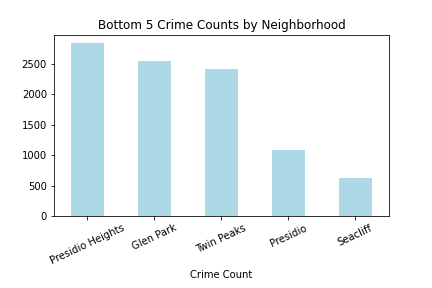 Bottom 5 Crime Counts by Neighborhood
2500
2000
1500
1000
500
0
Presidio Heights
Glen Park
Twin Peaks
Presidio
Seacliff
Crime Count